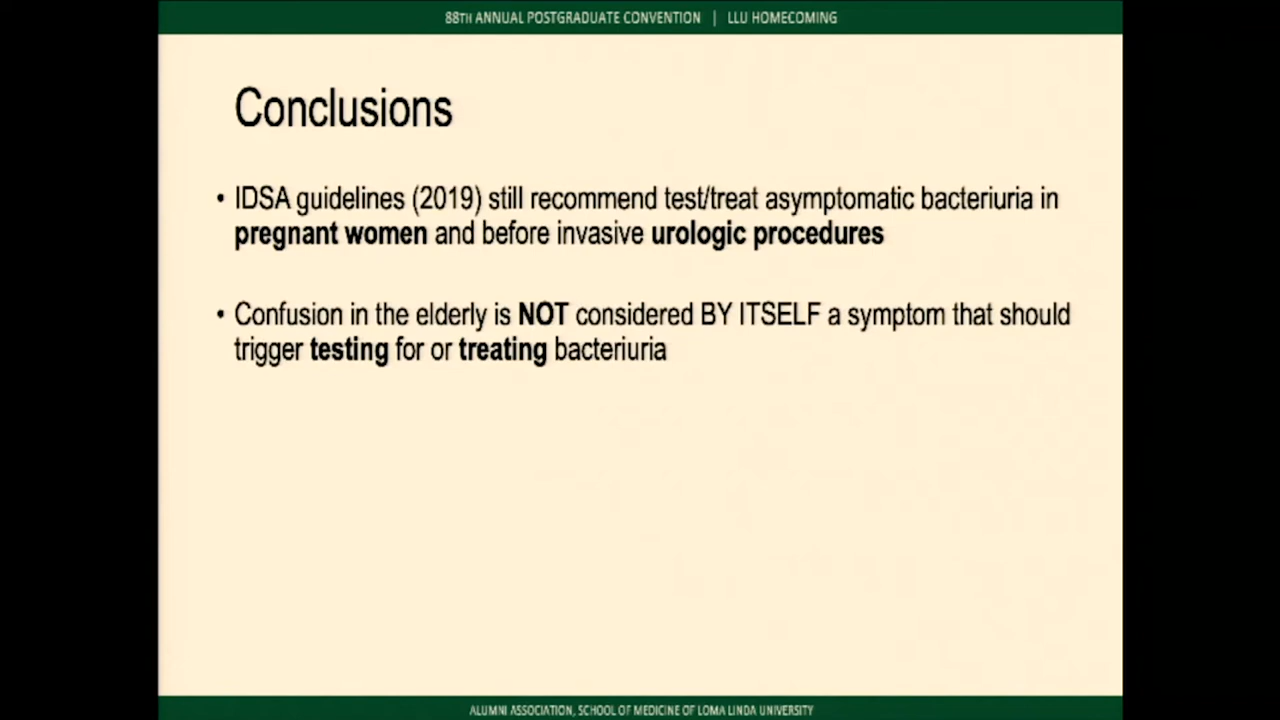 88TH ANNUAL POSTGRADUATE CONVENTION | LLU HOMECOMING
Conclusions
• IDSA guidelines (2019) still recommend test/treat asymptomatic bacteriuria in
pregnant women and before invasive urologic procedures
• Confusion in the elderly is NOT considered BY ITSELF a symptom that should
trigger testing for or treating bacteriuria
ALUMNI ASSOCIATION, SCHOOL OF MEDICINE OF LOMA LINDA UNIVERSITY